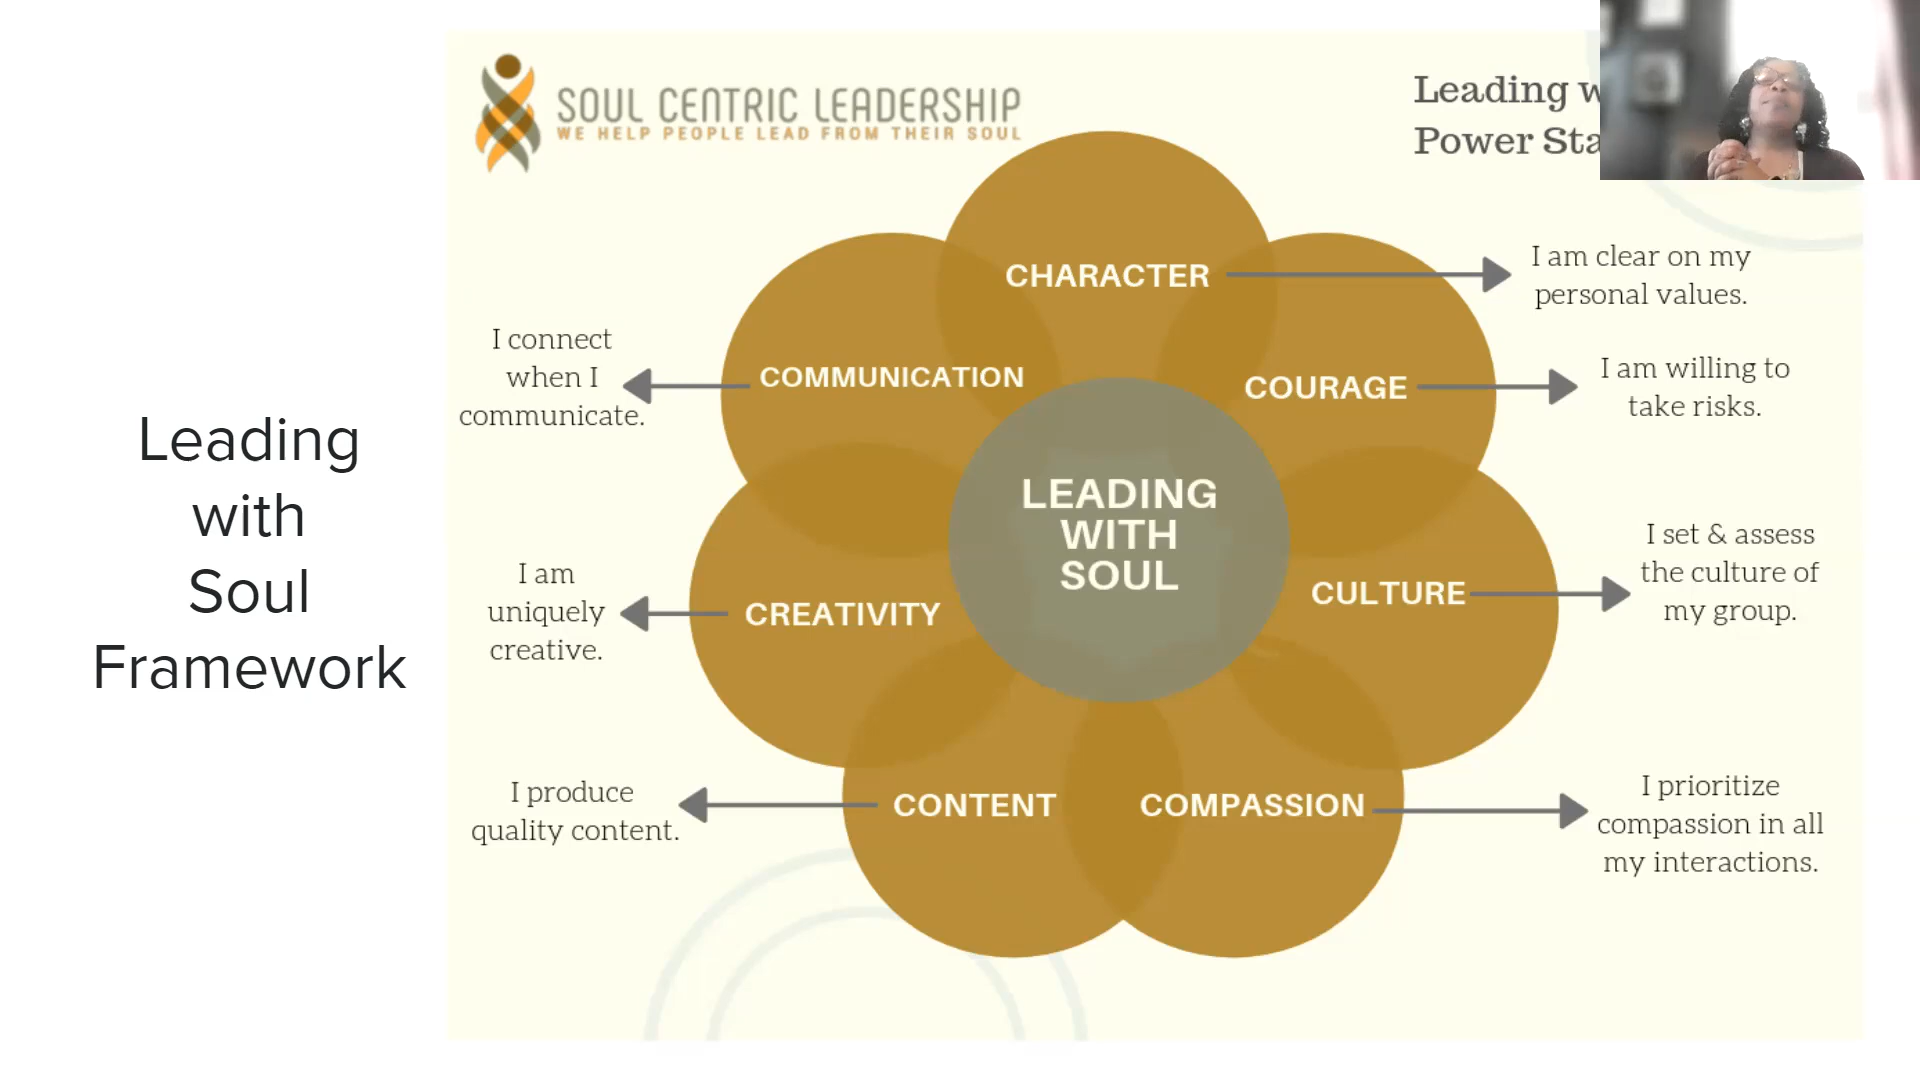 Leading
with
Soul
Framework
SOUL CENTRIC LEADERSHIP
WE HELP PEOPLE LEAD FROM THEIR SOUL
Leading
Power
CHARACTER
I am clear on my
personal values.
COURAGE
I am willing to
take risks.
CULTURE
I set & assess
the culture of
my group.
COMPASSION
I prioritize
compassion in all
my interactions.
CONTENT
I produce
quality content.
CREATIVITY
I am
uniquely
creative.
COMMUNICATION
I connect
when I
communicate.
LEADING
WITH
SOUL